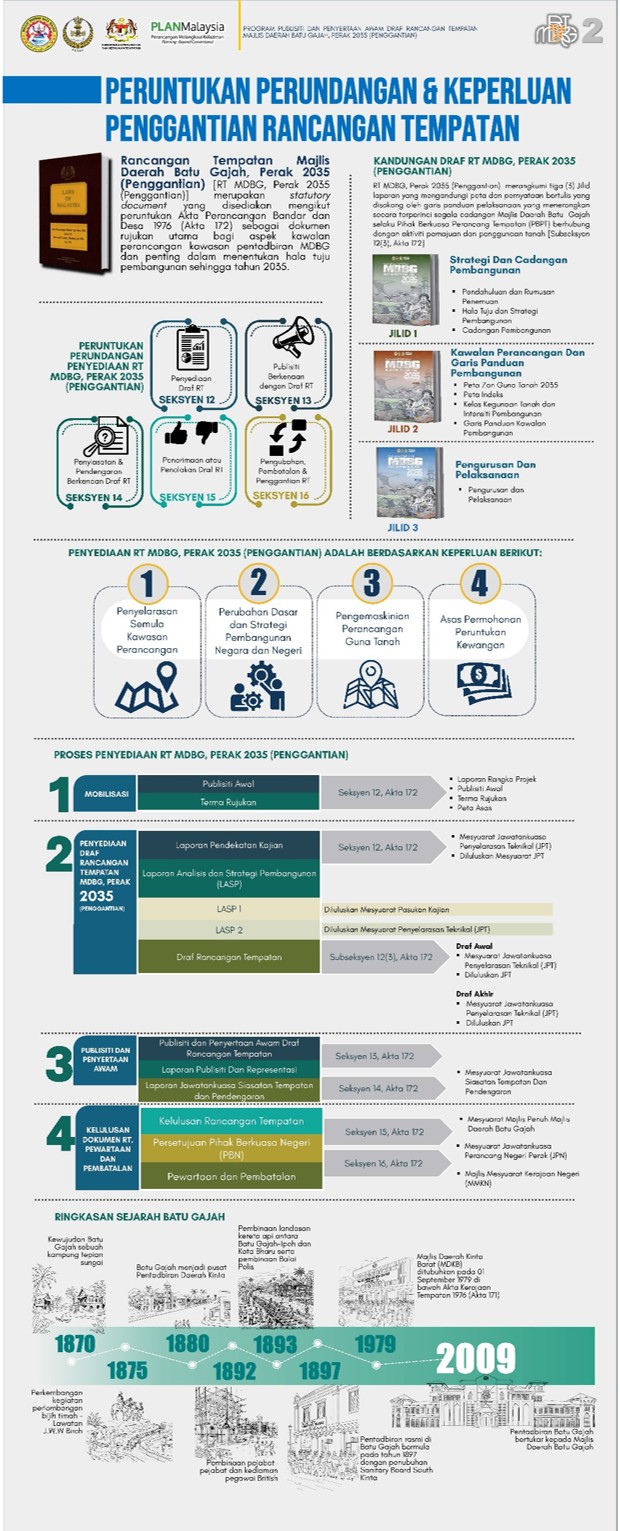 PLANMalaysia
PROGRAM PUBLISITI DAN PENYERTAAN AWAM DRAF RANCANGAN TEMPATAN
MAJLIS DAERAH BATU GAJAH, PERAK 2035 (PENGGANTIAN)
RT
MDBG 2
PERUNTUKAN PERUNDANGAN & KEPERLUAN
PENGGANTIAN RANCANGAN TEMPATAN
LAWS
OF
MALAYSIA
Rancangan Tempatan Majlis
Daerah Batu Gajah, Perak 2035
(Penggantian) [RT MDBG, Perak 2035
(Penggantian)] merupakan statutory
document yang disediakan mengikut
peruntukan Akta Perancangan Bandar dan
Desa 1976 (Akta 172) sebagai dokumen
rujukan utama bagi aspek kawalan
perancangan kawasan pentadbiran MDBG
dan penting dalam menentukan hala tuju
pembangunan sehingga tahun 2035.
KANDUNGAN DRAF RT MDBG, PERAK 2035
(PENGGANTIAN)
RT MDBG, Perak 2035 (Penggantian) merangkumi tiga (3) Jilid
laporan yang mengandungi peta dan pernyataan bertulis yang
disokong oleh garis panduan pelaksanaan yang menerangkan
secara terperinci segala cadangan Majlis Daerah Batu Gajah
selaku Pihak Berkuasa Perancang Tempatan (PBPT) berhubung
dengan aktiviti pemajuan dan penggunaan tanah [Subseksyen
12(3), Akta 172]
MDBG
2035
JILID 1
Strategi Dan Cadangan
Pembangunan
▪ Pendahuluan dan Rumusan
Penemuan
▪ Hala Tuju dan Strategi
Pembangunan
▪ Cadangan Pembangunan
MDBG
2035
JILID 2
Kawalan Perancangan Dan
Garis Panduan
Pembangunan
▪ Peta Zon Guna Tanah 2035
▪ Peta Indeks
▪ Kelas Kegunaan Tanah dan
Intensiti Pembangunan
▪ Garis Panduan Kawalan
Pembangunan
MDBG
2035
JILID 3
Pengurusan Dan
Pelaksanaan
▪ Pengurusan dan
Pelaksanaan
PERUNTUKAN
PERUNDANGAN
PENYEDIAAN RT
MDBG, PERAK 2035
(PENGGANTIAN)
Penyediaan
Draf RT
SEKSYEN 12
Publisiti
Berkenaan
dengan Draf RT
SEKSYEN 13
Penyiasatan &
Pendengaran
Berkenaan Draf RT
SEKSYEN 14
Penerimaan atau
Penolakan Draf RT
SEKSYEN 15
Pengubahan,
Pembatalan &
Penggantian RT
SEKSYEN 16
PENYEDIAAN RT MDBG, PERAK 2035 (PENGGANTIAN) ADALAH BERDASARKAN KEPERLUAN BERIKUT:
1
Penyelarasan
Semula
Kawasan
Perancangan
2
Perubahan Dasar
dan Strategi
Pembangunan
Negara dan Negeri
3
Pengemaskinian
Perancangan
Guna Tanah
4
Asas Permohonan
Peruntukan
Kewangan
PROSES PENYEDIAAN RT MDBG, PERAK 2035 (PENGGANTIAN)
1
MOBILISASI
Publisiti Awal
Terma Rujukan
Seksyen 12, Akta 172
▪ Laporan Rangka Projek
▪ Publisiti Awal
▪ Terma Rujukan
▪ Peta Asas
2
PENYEDIAAN
DRAF
RANCANGAN
TEMPATAN
MDBG, PERAK
2035
(PENGGANTIAN)
Laporan Pendekatan Kajian
Seksyen 12, Akta 172
▪ Mesyuarat Jawatankuasa
Penyelarasan Teknikal (JPT)
▪ Diluluskan Mesyuarat JPT
Laporan Analisis dan Strategi Pembangunan
(LASP)
LASP 1
Diluluskan Mesyuarat Pasukan Kajian
LASP 2
Diluluskan Mesyuarat Penyelarasan Teknikal (JPT)
Draf Rancangan Tempatan
Subseksyen 12(3), Akta 172
Draf Awal
▪ Mesyuarat Jawatankuasa
Penyelarasan Teknikal (JPT)
▪ Diluluskan JPT
Draf Akhir
▪ Mesyuarat Jawatankuasa
Penyelarasan Teknikal (JPT)
▪ Diluluskan JPT
3
PUBLISITI DAN
PENYERTAAN
AWAM
Publisiti dan Penyertaan Awam Draf
Rancangan Tempatan
Laporan Publisiti Dan Representasi
Laporan Jawatankuasa Siasatan Tempatan
dan Pendengaran
Seksyen 13, Akta 172
Seksyen 14, Akta 172
▪ Mesyuarat Jawatankuasa
Siasatan Tempatan Dan
Pendengaran
4
KELULUSAN
DOKUMEN RT,
PEWARTAAN
DAN
PEMBATALAN
Kelulusan Rancangan Tempatan
Persetujuan Pihak Berkuasa Negeri
(PBN)
Pewartaan dan Pembatalan
Seksyen 15, Akta 172
Seksyen 16, Akta 172
▪ Mesyuarat Majlis Penuh Majlis
Daerah Batu Gajah
▪ Mesyuarat Jawatankuasa
Perancang Negeri Perak (JPN)
▪ Majlis Mesyuarat Kerajaan Negeri
(MMKN)
RINGKASAN SEJARAH BATU GAJAH
Kewujudan Batu
Gajah sebuah
kampung tepian
sungai
Batu Gajah menjadi pusat
Pentadbiran Daerah Kinta
Pembinaan landasan
kereta api antara
Batu Gajah-Ipoh dan
Kota Bharu serta
pembinaan Balai
Polis
Majlis Daerah Kinta
Barat (MDKB)
ditubuhkan pada 01
September 1979 di
bawah Akta Kerajaan
Tempatan 1976 (Akta 171)
1870
1875
1880
1892
1893
1897
1979
2009
Perkembangan
kegiatan
perlombongan
bijih timah -
Lawatan
J.W.W Birch
Pembinaan pejabat
pejabat dan kediaman
pegawai British
Pentadbiran rasmi di
Batu Gajah bermula
pada tahun 1897
dengan penubuhan
Sanitary Board South
Kinta
Pentadbiran Batu Gajah
bertukar kepada Majlis
Daerah Batu Gajah